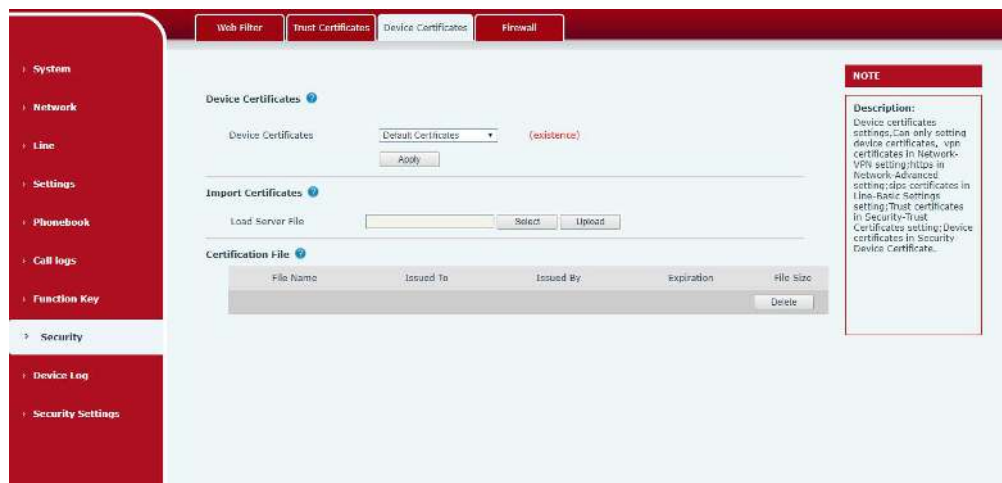 Web Filter
Trust Certificates
Device Certificates
Firewall
System
Network
Line
Settings
Phonebook
Call logs
Function Key
Security
Device Log
Security Settings
Device Certificates
Device Certificates
Default Certificates
(existence)
Apply
Import Certificates
Load Server File
Select
Upload
Certification File
File Name
Issued To
Issued By
Expiration
File Size
Delete
NOTE
Description:
Device certificates
settings,Can only setting
device certificates, vpn
certificates in Network-
VPN setting;https in
Network-Advanced
setting;sips certificates in
Line-Basic Settings
setting;Trust certificates
in Security-Trust
Certificates setting;Device
certificates in Security
Device Certificate.